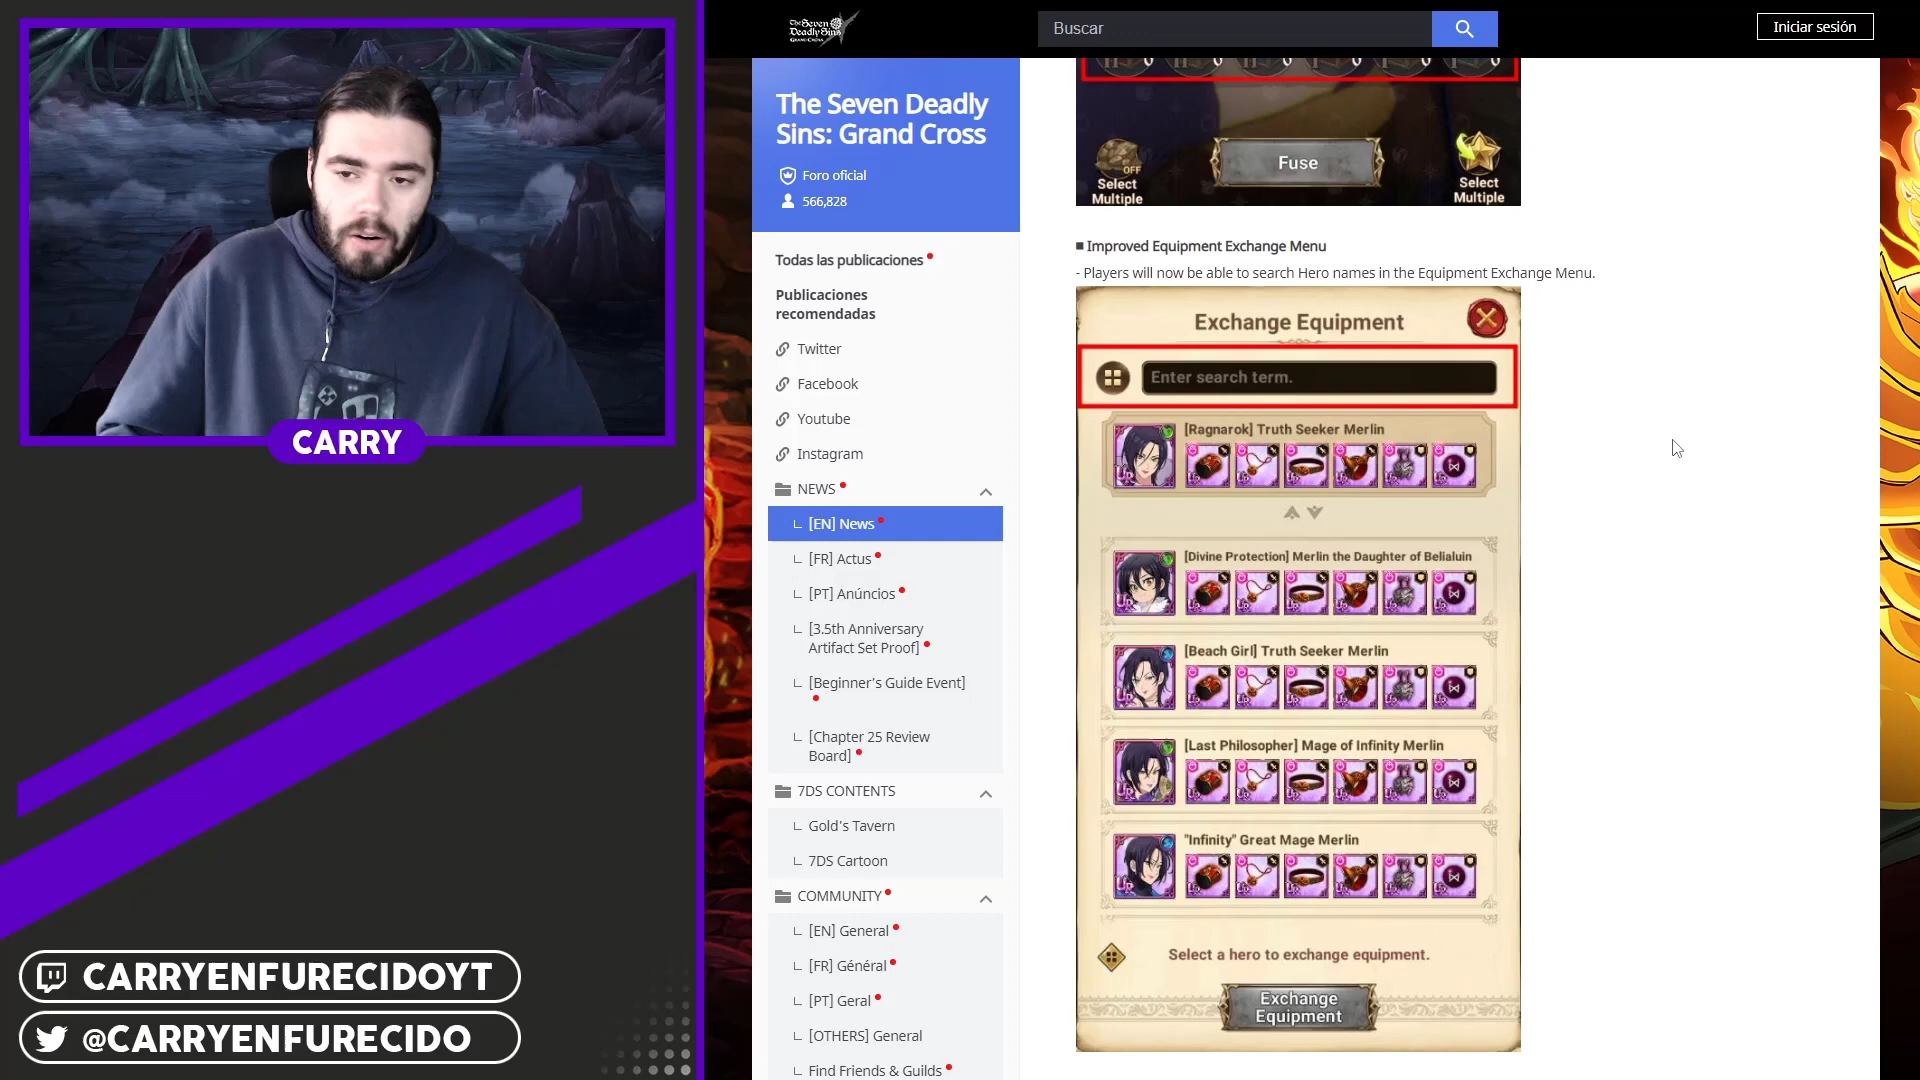 CARRY
CARRYENFURECIDOYT
@CARRYENFURECIDO
The Seven
Deadly Sins
GRAND CROSS
Buscar
Iniciar sesión
The Seven Deadly
Sins: Grand Cross
Foro oficial
566,828
Todas las publicaciones
Publicaciones
recomendadas
Twitter
Facebook
Youtube
Instagram
NEWS
[EN] News
[FR] Actus
[PT] Anúncios
[3.5th Anniversary
Artifact Set Proof]
[Beginner's Guide Event]
[Chapter 25 Review
Board]
7DS CONTENTS
Gold's Tavern
7DS Cartoon
COMMUNITY
[EN] General
[FR] Général
[PT] Geral
[OTHERS] General
Find Friends & Guilds
OFF
Select
Multiple
Fuse
Select
Multiple
■ Improved Equipment Exchange Menu
- Players will now be able to search Hero names in the Equipment Exchange Menu.
Exchange Equipment
Enter search term.
[Ragnarok] Truth Seeker Merlin
[Divine Protection] Merlin the Daughter of Belialuin
[Beach Girl] Truth Seeker Merlin
[Last Philosopher] Mage of Infinity Merlin
"Infinity" Great Mage Merlin
Select a hero to exchange equipment.
Exchange
Equipment